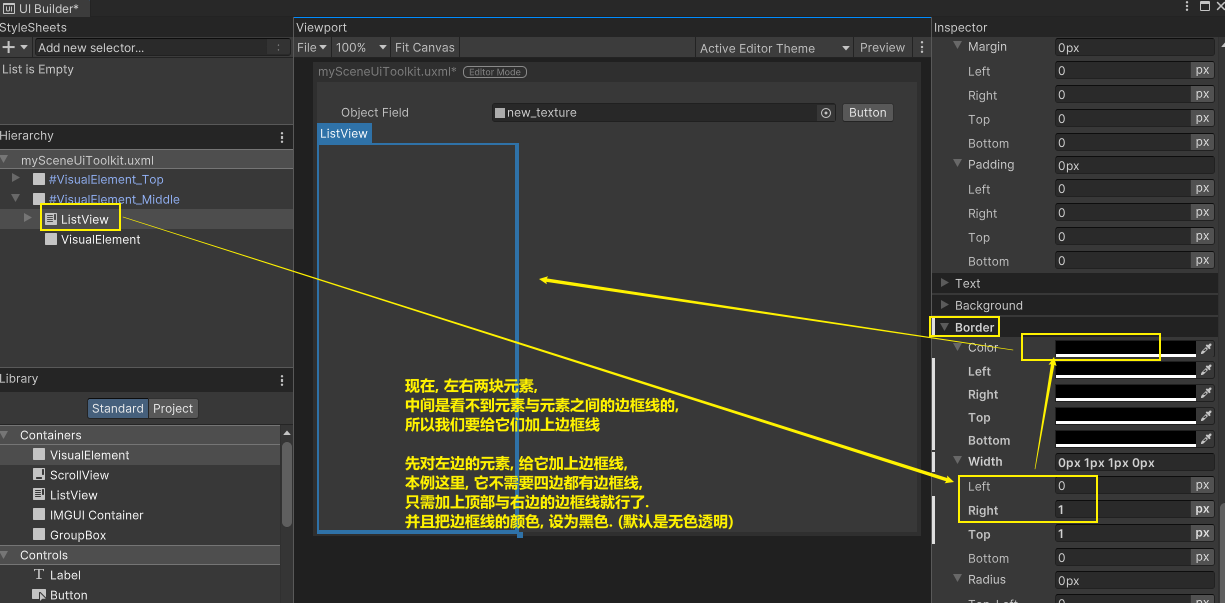 UI Builder*
StyleSheets
Add new selector...
List is Empty
Hierarchy
mySceneUiToolkit.uxml
#VisualElement_Top
#VisualElement_Middle
ListView
VisualElement
Library
Standard Project
Containers
VisualElement
ScrollView
ListView
IMGUI Container
GroupBox
Controls
Label
Button
Viewport
File 100% Fit Canvas Active Editor Theme Preview
mySceneUiToolkit.uxml* Editor Mode
Object Field new_texture Button
ListView
现在, 左右两块元素,
中间是看不到元素与元素之间的边框线的,
所以我们要给它们加上边框线
先对左边的元素, 给它加上边框线,
本例这里, 它不需要四边都有边框线,
只需加上顶部与右边的边框线就行了.
并且把边框线的颜色, 设为黑色. (默认是无色透明)
Inspector
Margin 0px
Left 0 px
Right 0 px
Top 0 px
Bottom 0 px
Padding 0px
Left 0 px
Right 0 px
Top 0 px
Bottom 0 px
Text
Background
Border
Color
Left
Right
Top
Bottom
Width 0px 1px 1px 0px
Left 0 px
Right 1 px
Top 1 px
Bottom 0 px
Radius 0px